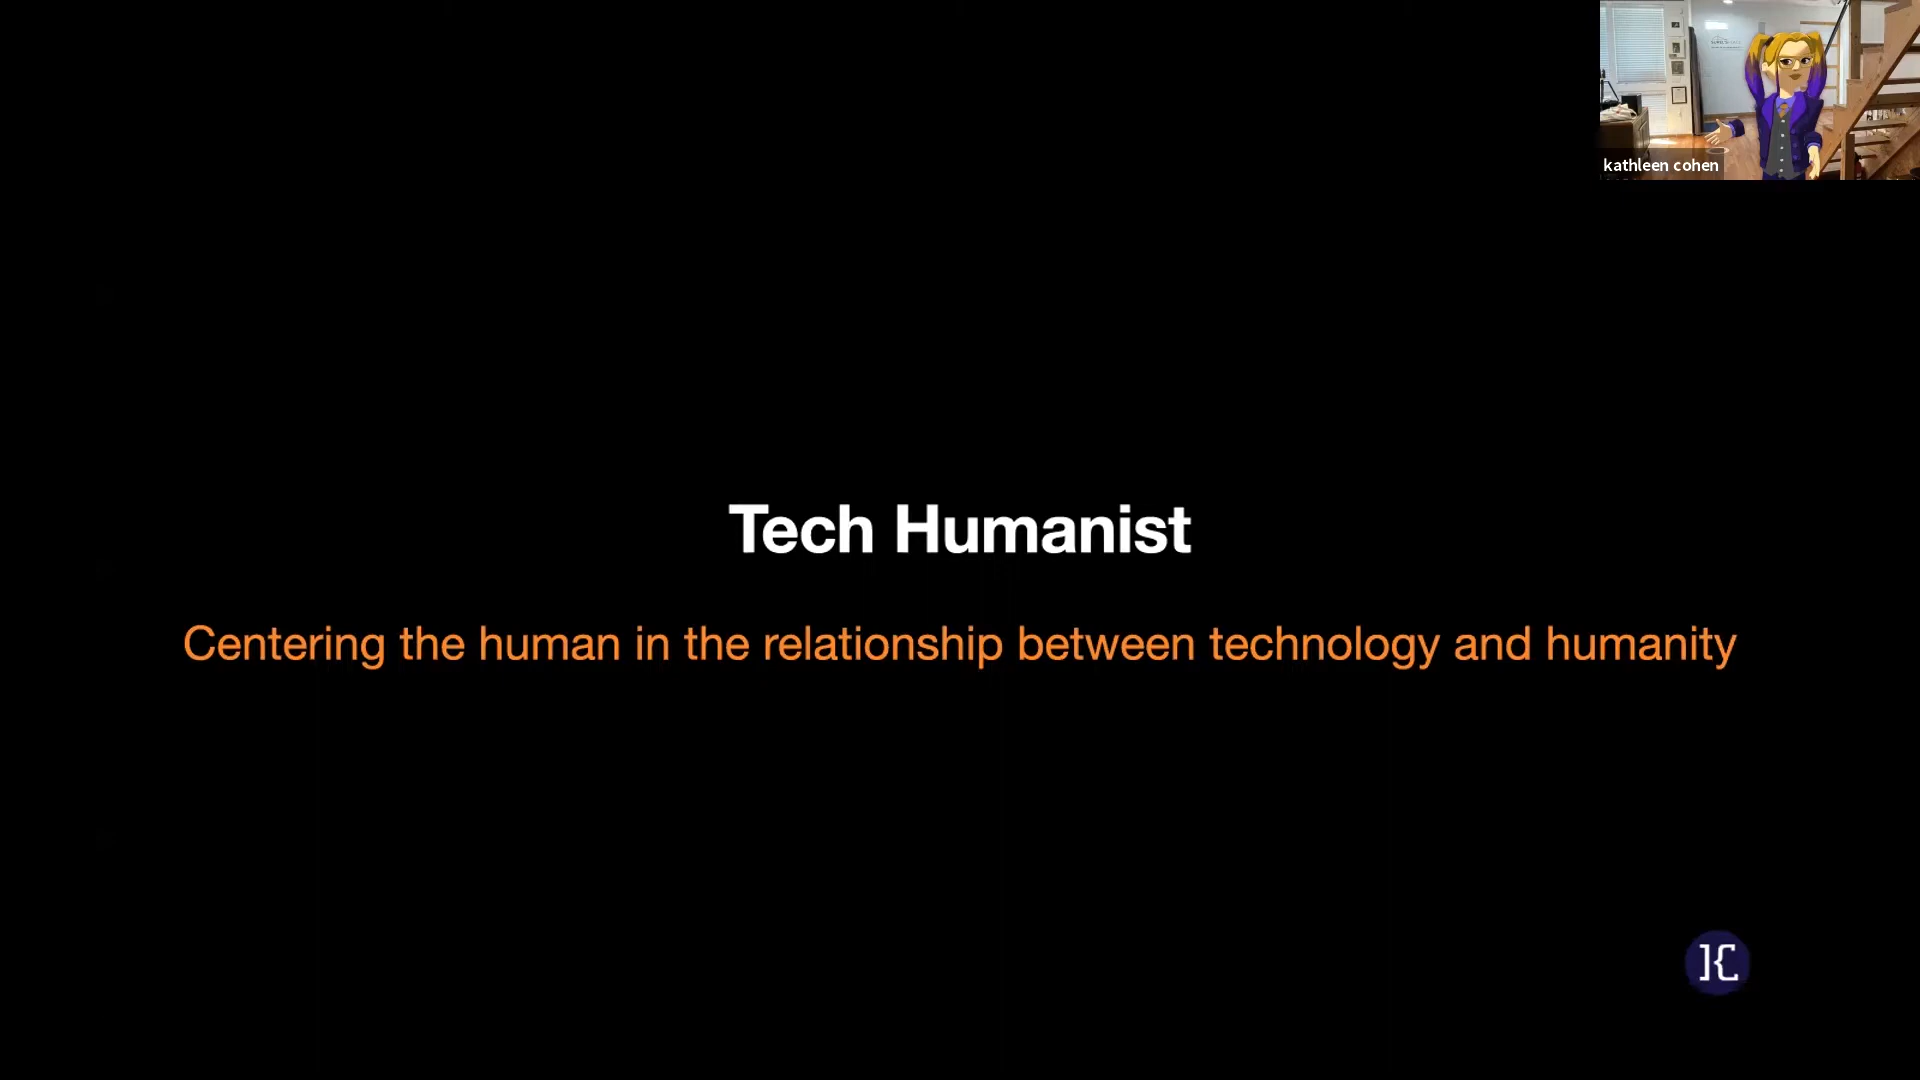 kathleen cohen
Tech Humanist
Centering the human in the relationship between technology and humanity